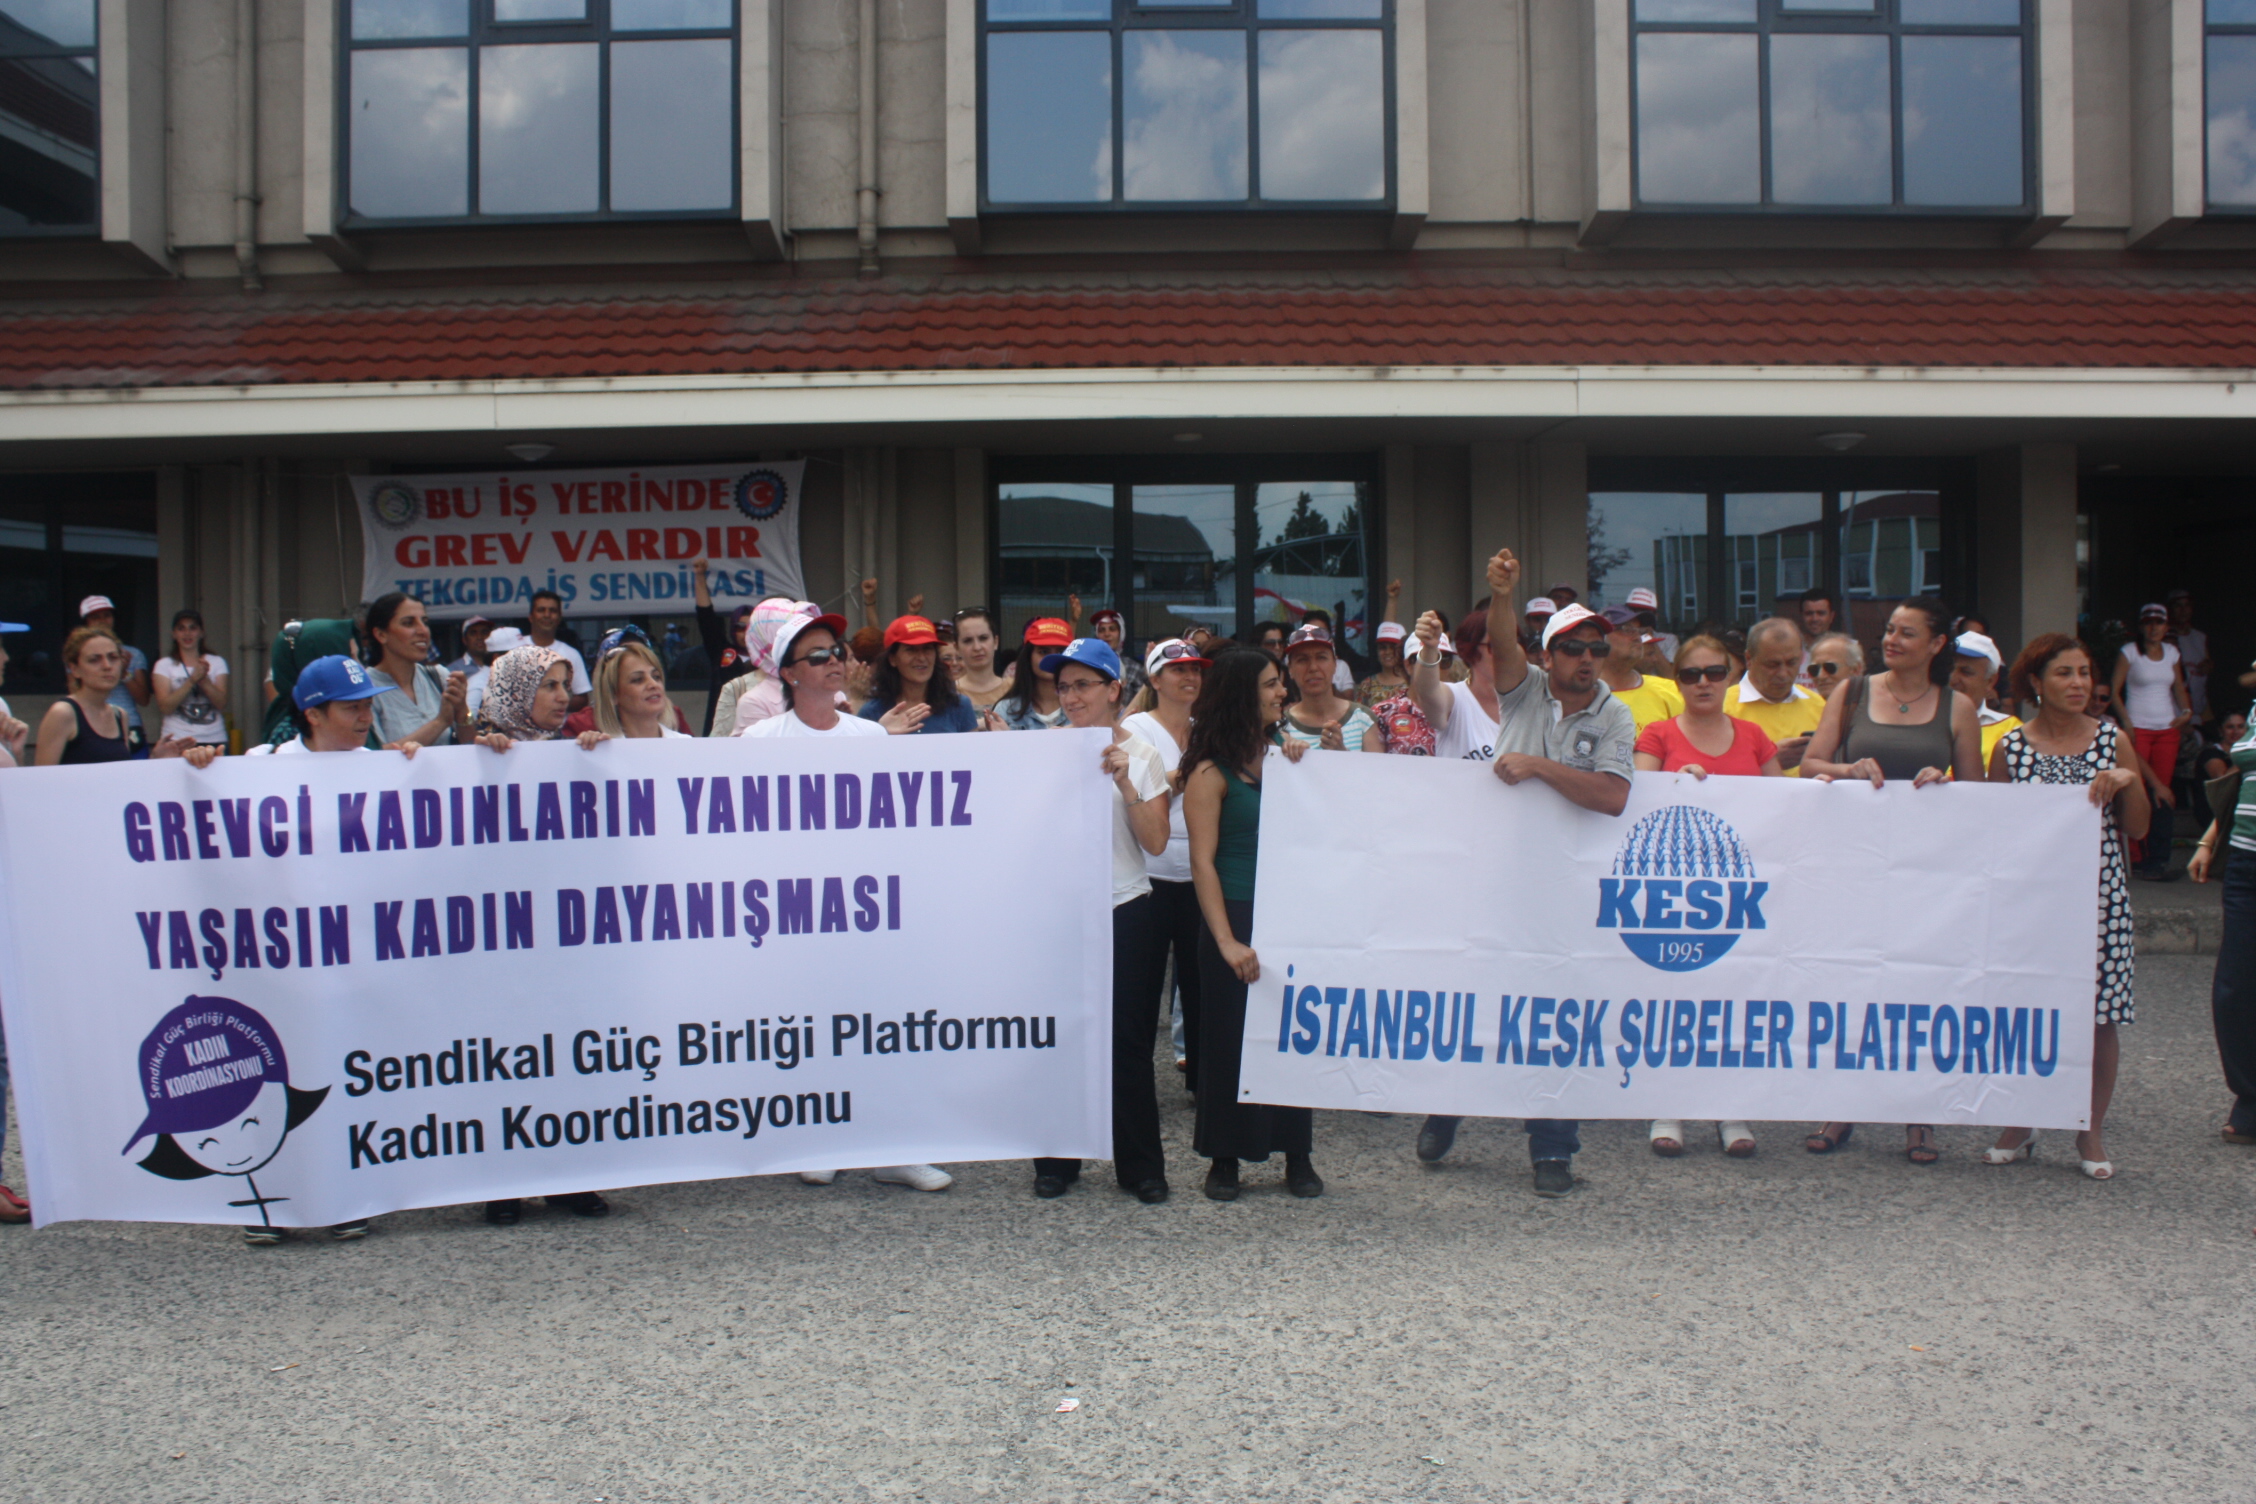 BU İŞ YERİNDE
GREV VARDIR
TEKGIDA-İŞ SENDİKASI
GREVCİ KADINLARIN YANINDAYIZ
YAŞASIN KADIN DAYANIŞMASI
Sendikal Güç Birliği Platformu
KADIN
KOORDİNASYONU
Sendikal Güç Birliği Platformu
Kadın Koordinasyonu
KESK
1995
İSTANBUL KESK ŞUBELER PLATFORMU